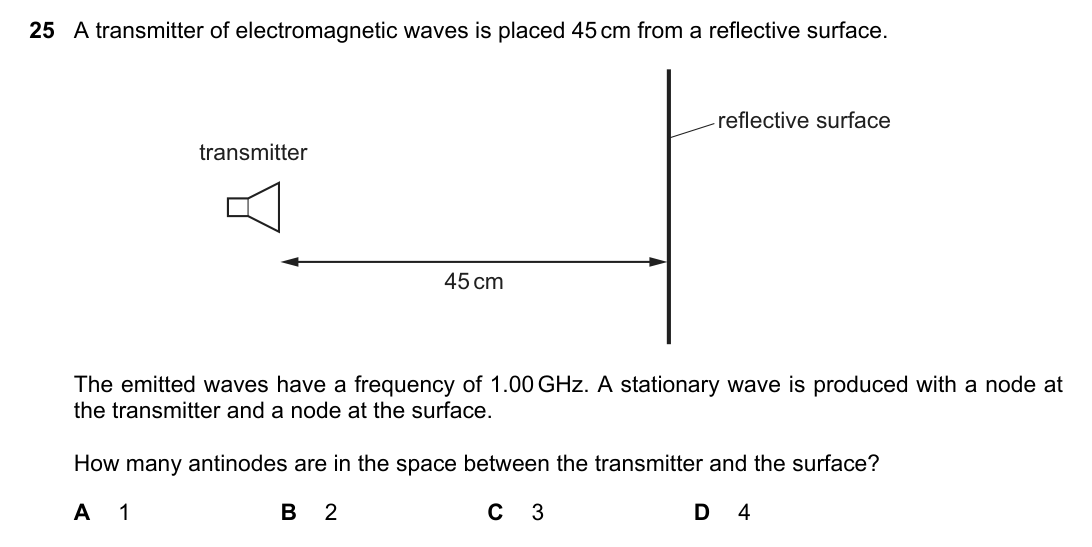 25 A transmitter of electromagnetic waves is placed 45 cm from a reflective surface.
reflective surface
transmitter
45 cm
The emitted waves have a frequency of 1.00 GHz. A stationary wave is produced with a node at
the transmitter and a node at the surface.
How many antinodes are in the space between the transmitter and the surface?
A 1 B 2 C 3 D 4